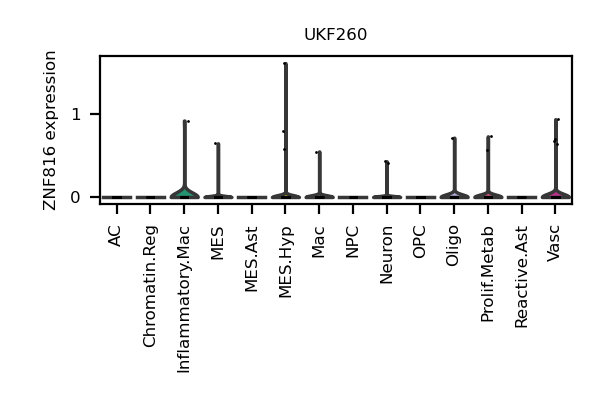 UKF260
ZNF816 expression
1
0
AC
Chromatin.Reg
Inflammatory.Mac
MES
MES.Ast
MES.Hyp
Mac
NPC
Neuron
OPC
Oligo
Prolif.Metab
Reactive.Ast
Vasc